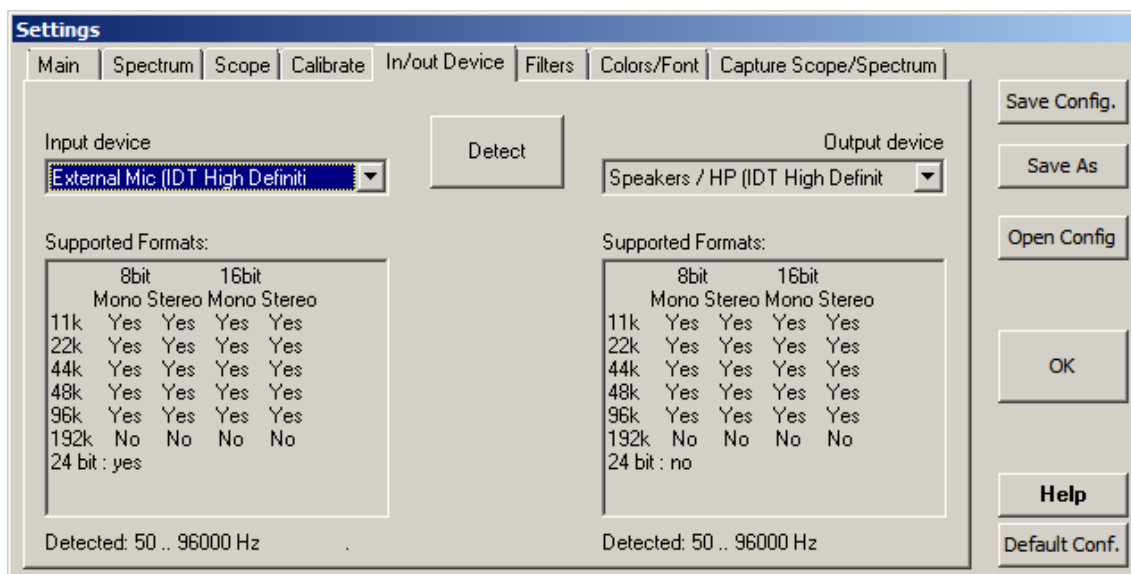 Settings
Main Spectrum Scope Calibrate In/out Device Filters Colors/Font Capture Scope/Spectrum
Input device
External Mic (IDT High Definiti
Supported Formats:
8bit 16bit
Mono Stereo Mono Stereo
11k Yes Yes Yes Yes
22k Yes Yes Yes Yes
44k Yes Yes Yes Yes
48k Yes Yes Yes Yes
96k Yes Yes Yes Yes
192k No No No No
24 bit : yes
Detected: 50 .. 96000 Hz .
Detect
Output device
Speakers / HP (IDT High Definit
Supported Formats:
8bit 16bit
Mono Stereo Mono Stereo
11k Yes Yes Yes Yes
22k Yes Yes Yes Yes
44k Yes Yes Yes Yes
48k Yes Yes Yes Yes
96k Yes Yes Yes Yes
192k No No No No
24 bit : no
Detected: 50 .. 96000 Hz
Save Config.
Save As
Open Config
OK
Help
Default Conf.